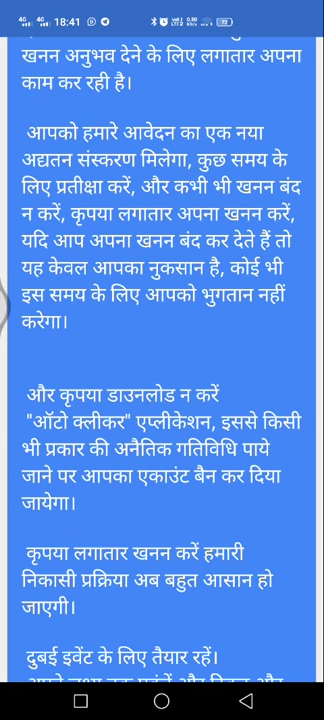 18:41
खनन अनुभव देने के लिए लगातार अपना
काम कर रही है।
आपको हमारे आवेदन का एक नया
अद्यतन संस्करण मिलेगा, कुछ समय के
लिए प्रतीक्षा करें, और कभी भी खनन बंद
न करें, कृपया लगातार अपना खनन करें,
यदि आप अपना खनन बंद कर देते हैं तो
यह केवल आपका नुकसान है, कोई भी
इस समय के लिए आपको भुगतान नहीं
करेगा।
और कृपया डाउनलोड न करें
"ऑटो क्लीकर" एप्लीकेशन, इससे किसी
भी प्रकार की अनैतिक गतिविधि पाये
जाने पर आपका एकाउंट बैन कर दिया
जायेगा।
कृपया लगातार खनन करें हमारी
निकासी प्रक्रिया अब बहुत आसान हो
जाएगी।
दुबई इवेंट के लिए तैयार रहें।